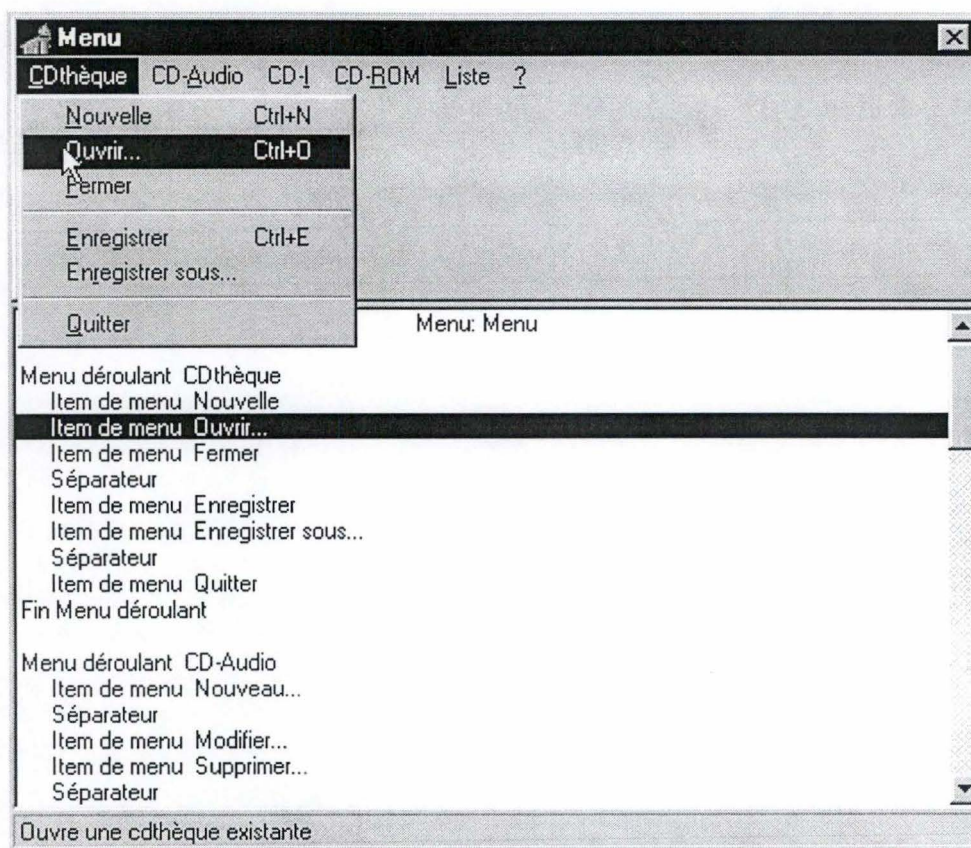 Menu
CDthèque CD-Audio CD-I CD-ROM Liste ?
Nouvelle Ctrl+N
Ouvrir... Ctrl+O
Fermer
Enregistrer Ctrl+E
Enregistrer sous...
Quitter
Menu: Menu
Menu déroulant CDthèque
Item de menu Nouvelle
Item de menu Ouvrir...
Item de menu Fermer
Séparateur
Item de menu Enregistrer
Item de menu Enregistrer sous...
Séparateur
Item de menu Quitter
Fin Menu déroulant
Menu déroulant CD-Audio
Item de menu Nouveau...
Séparateur
Item de menu Modifier...
Item de menu Supprimer...
Séparateur
Ouvre une cdthèque existante